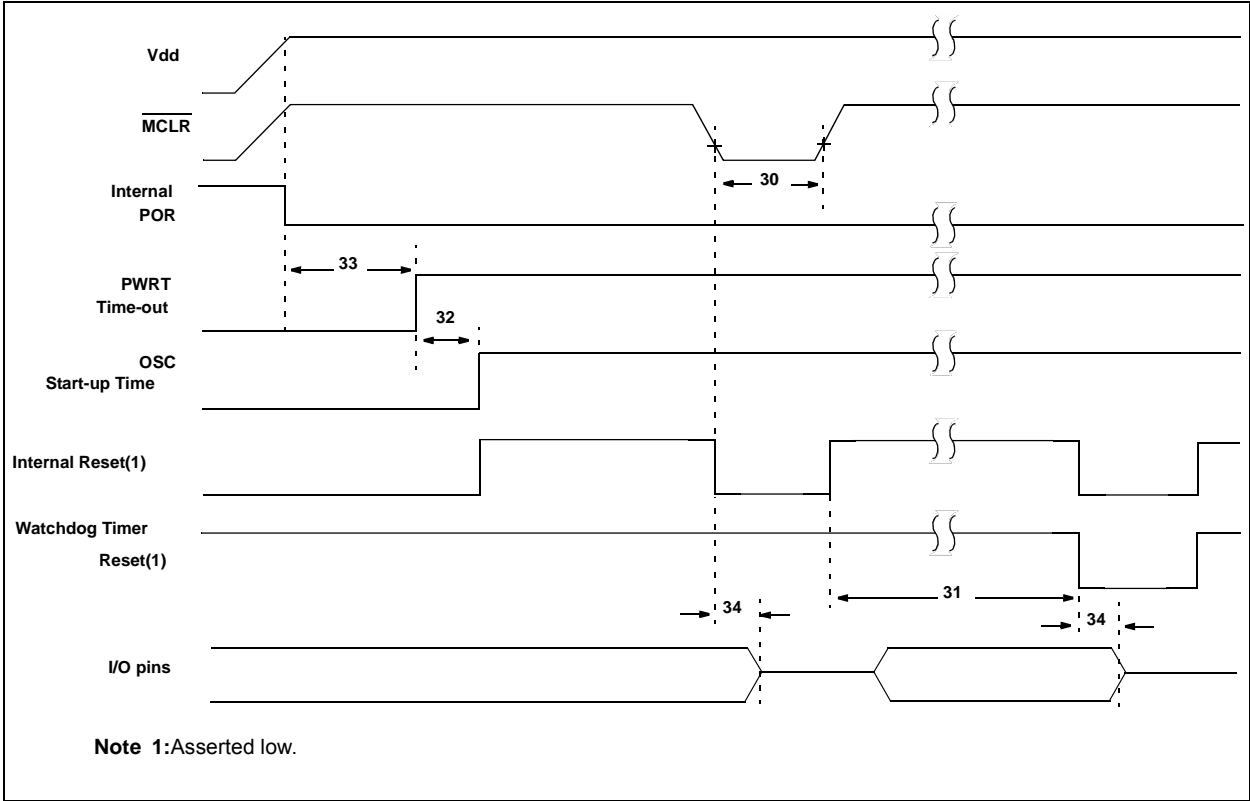 Vdd
MCLR
30
Internal
POR
33
PWRT
Time-out
32
OSC
Start-up Time
Internal Reset(1)
Watchdog Timer
Reset(1)
31
34
34
I/O pins
Note 1:Asserted low.